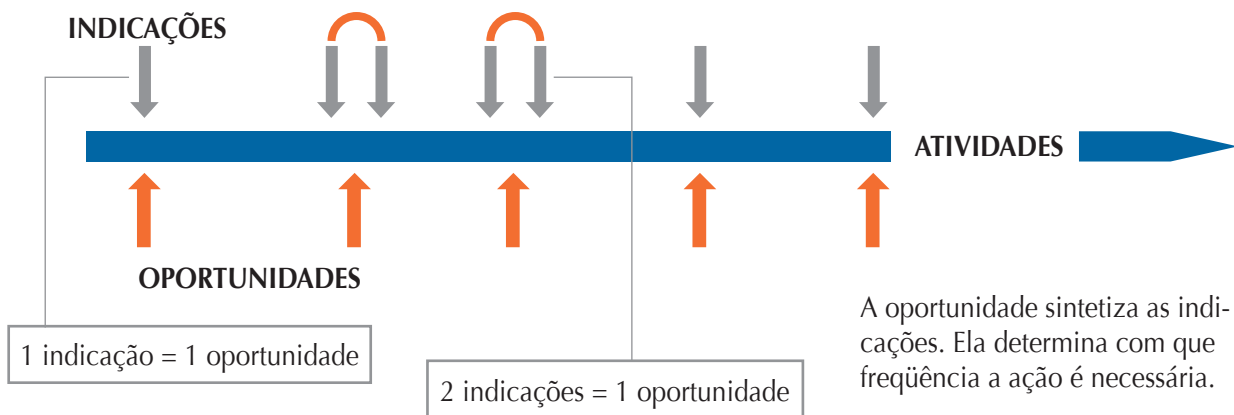 INDICAÇÕES
ATIVIDADES
OPORTUNIDADES
1 indicação = 1 oportunidade
2 indicações = 1 oportunidade
A oportunidade sintetiza as indi-
cações. Ela determina com que
freqüência a ação é necessária.